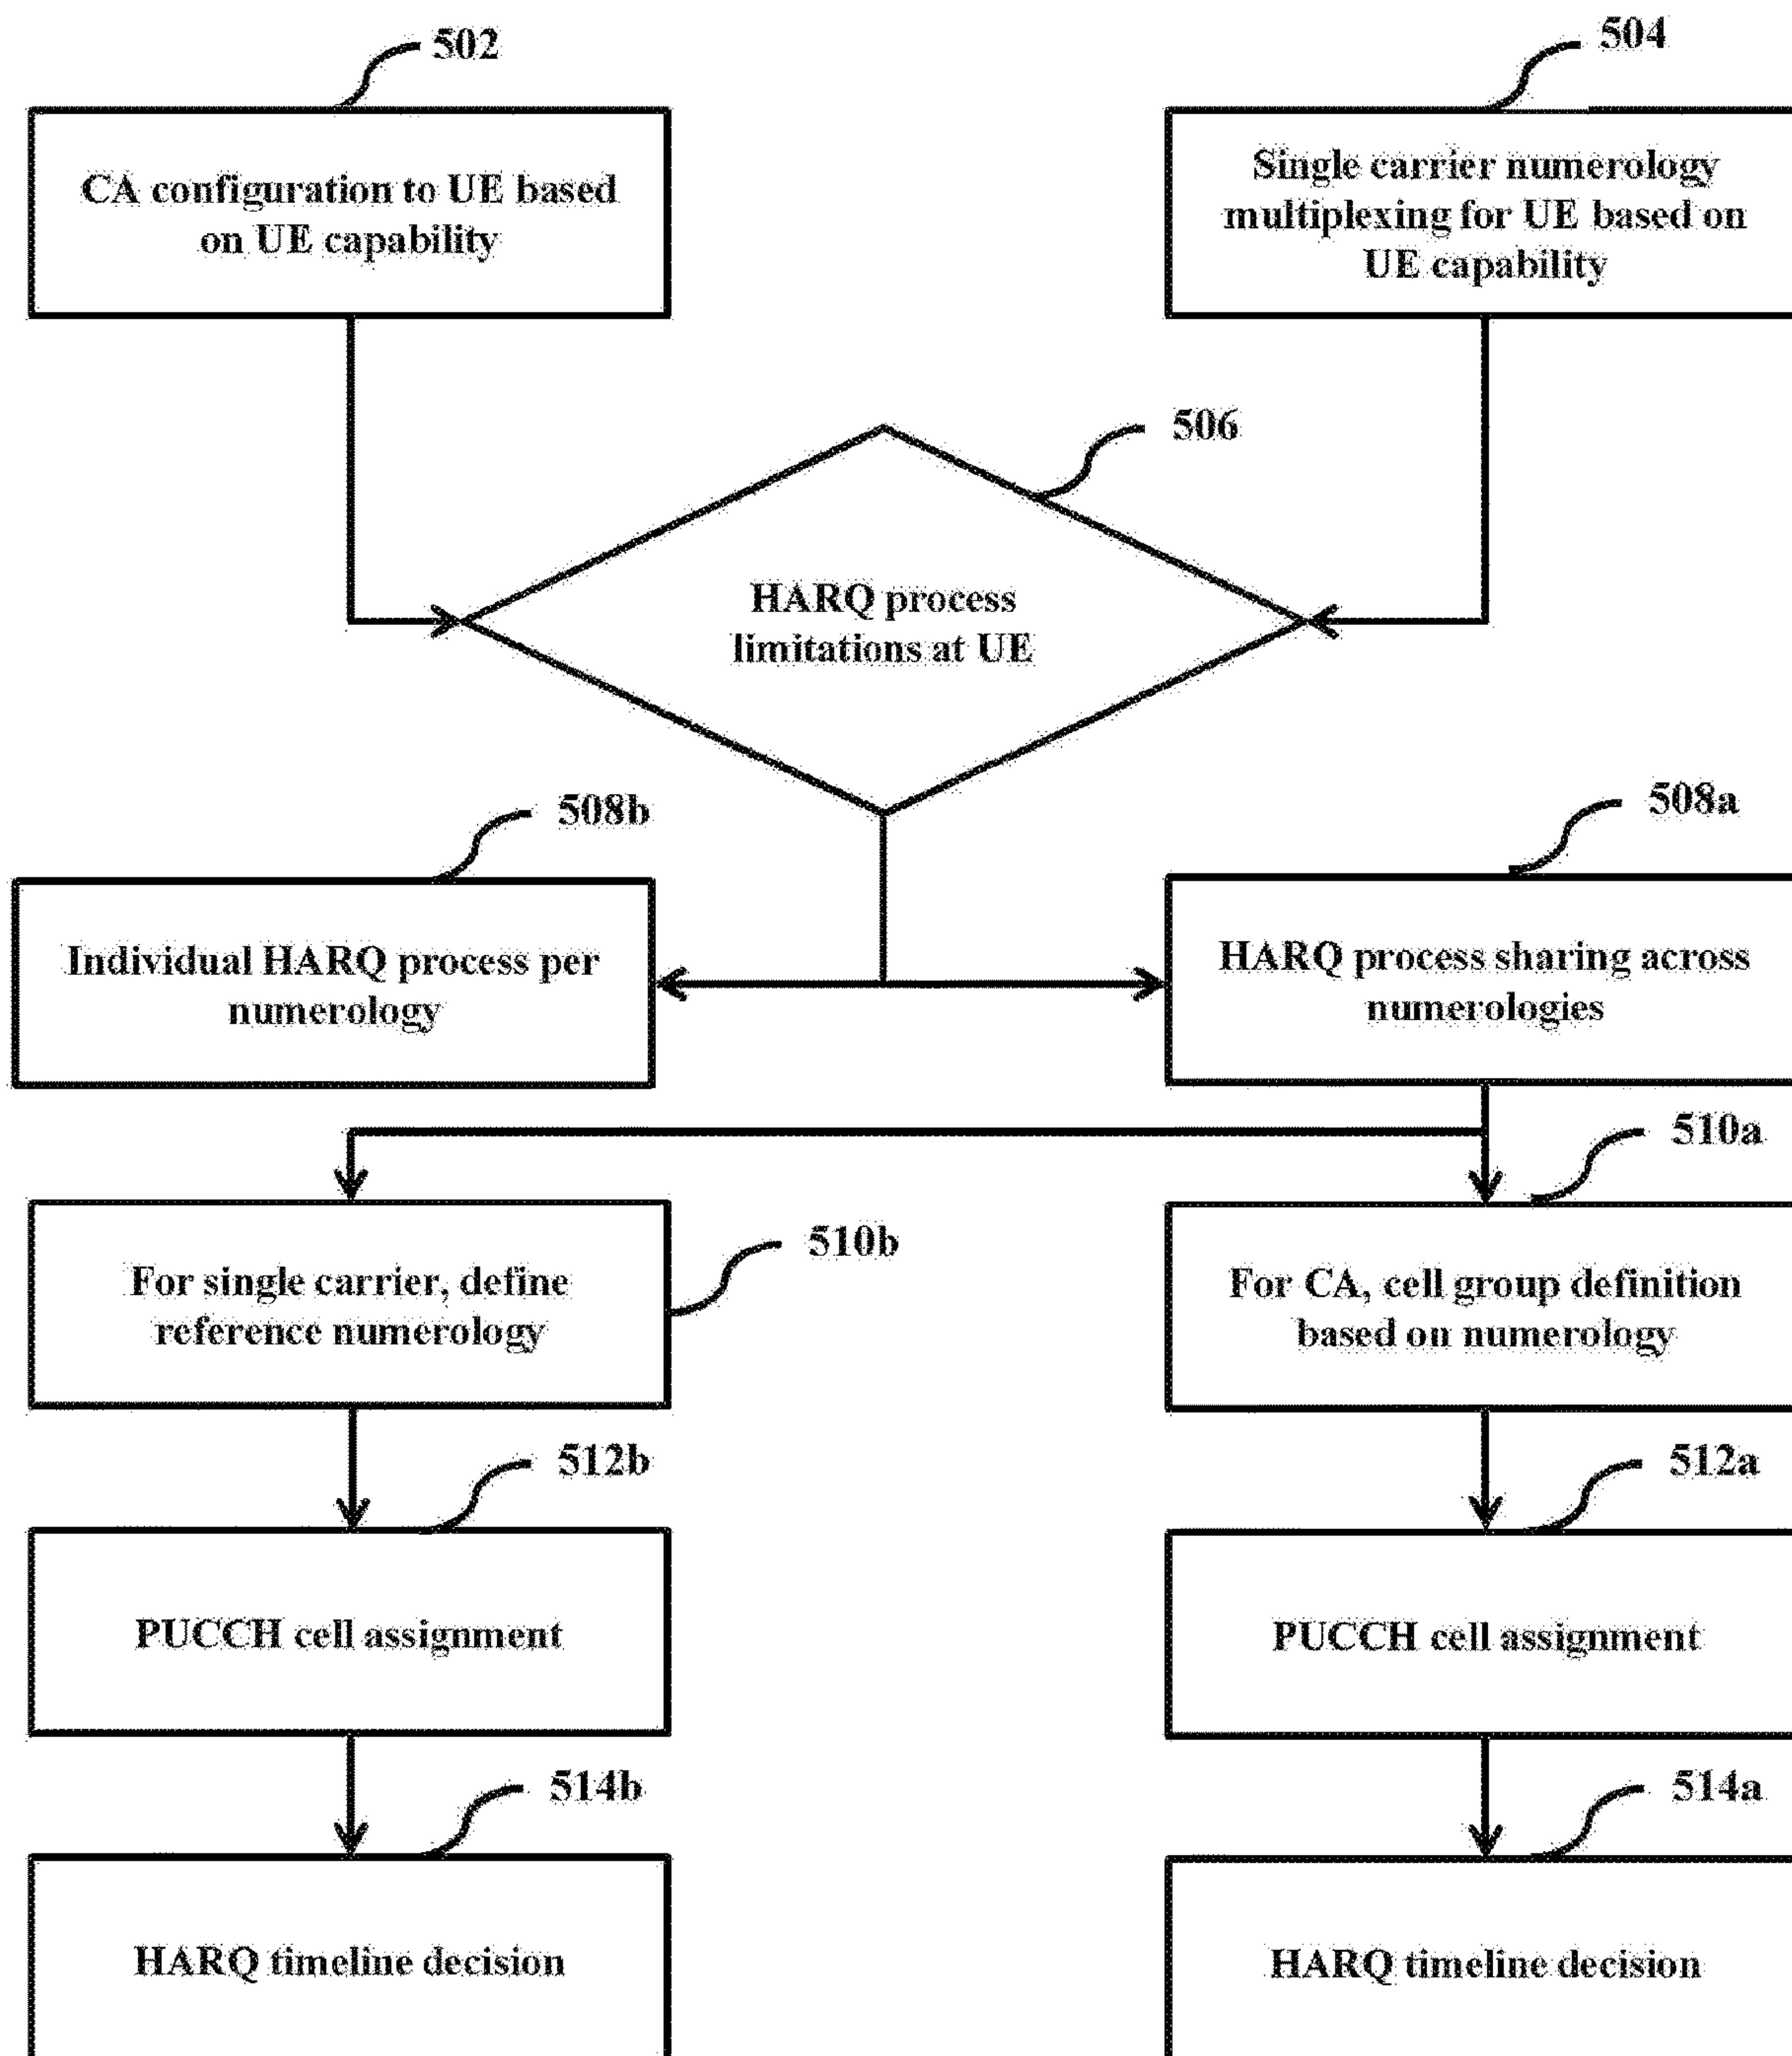 502
504
CA configuration to UE based
on UE capability
Single carrier numerology
multiplexing for UE based on
UE capability
506
HARQ process
limitations at UE
508b
508a
Individual HARQ process per
numerology
HARQ process sharing across
numerologies
510a
510b
For single carrier, define
reference numerology
For CA, cell group definition
based on numerology
512b
512a
PUCCH cell assignment
PUCCH cell assignment
514b
514a
HARQ timeline decision
HARQ timeline decision